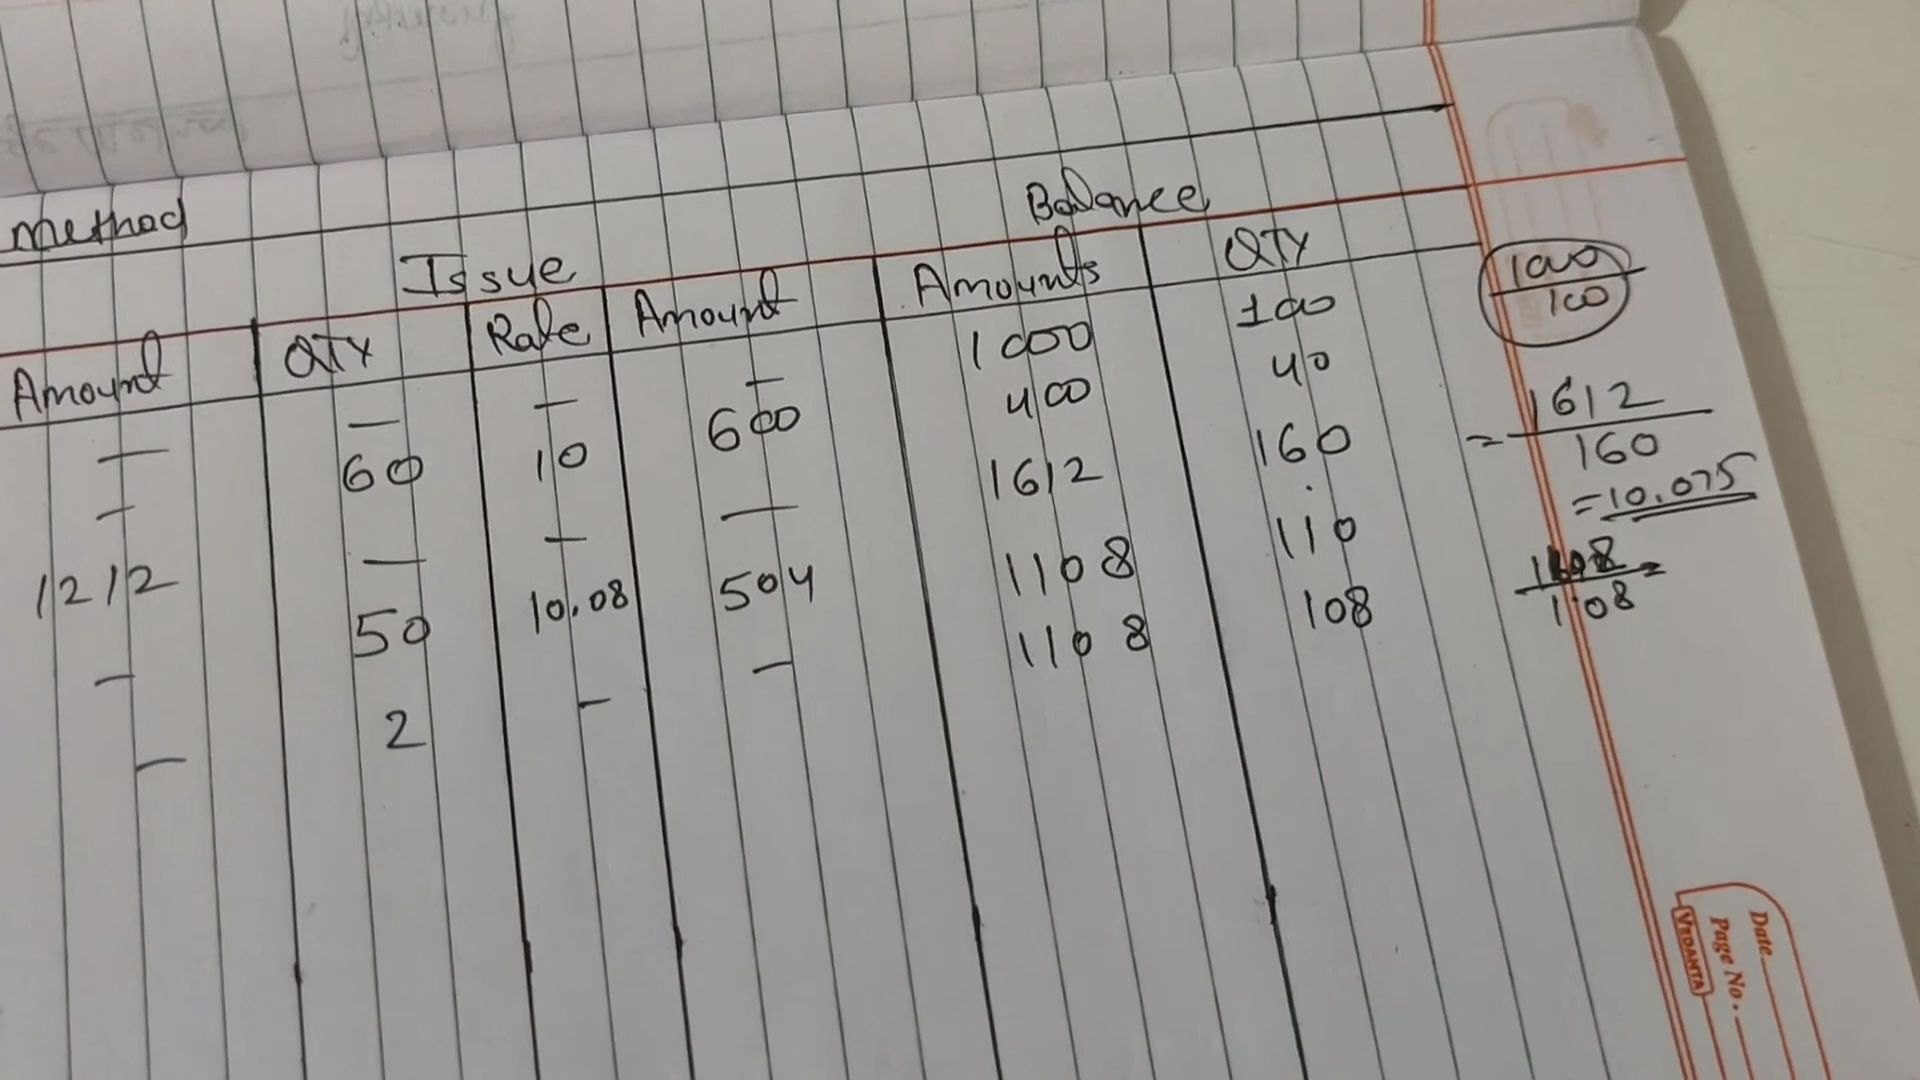 Method
Issue
Balance
Amount QTY Rate Amount Amounts QTY
— — — — 1000 100
— 60 10 600 400 40
1212 — — — 1612 160
— 50 10.08 504 1108 110
— 2 — — 1108 108
1000
100
= 1612
160
= 10.075
1108 =
108
Date
Page No.
VEDANTA